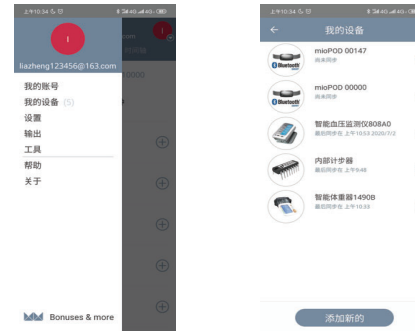 上午10:34
I
liazheng123456@163.com
我的账号
我的设备 (5)
设置
输出
工具
帮助
关于
Bonuses & more
上午10:34
我的设备
mioPOD 00147
尚未同步
Bluetooth
mioPOD 00000
尚未同步
Bluetooth
智能血压监测仪808A0
最后同步在 上午10:53 2020/7/2
内部计步器
最后同步在 上午9:48
智能体重器1490B
最后同步在 上午10:33
添加新的